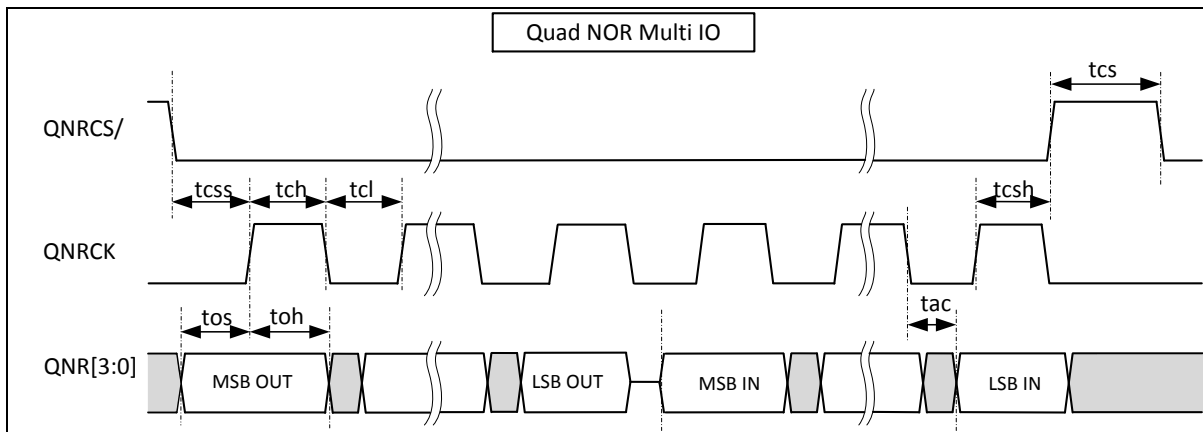 Quad NOR Multi IO
tcs
QNRCS/
tcss
tch
tcl
tcsh
QNRCK
tos
toh
tac
QNR[3:0]
MSB OUT
LSB OUT
MSB IN
LSB IN